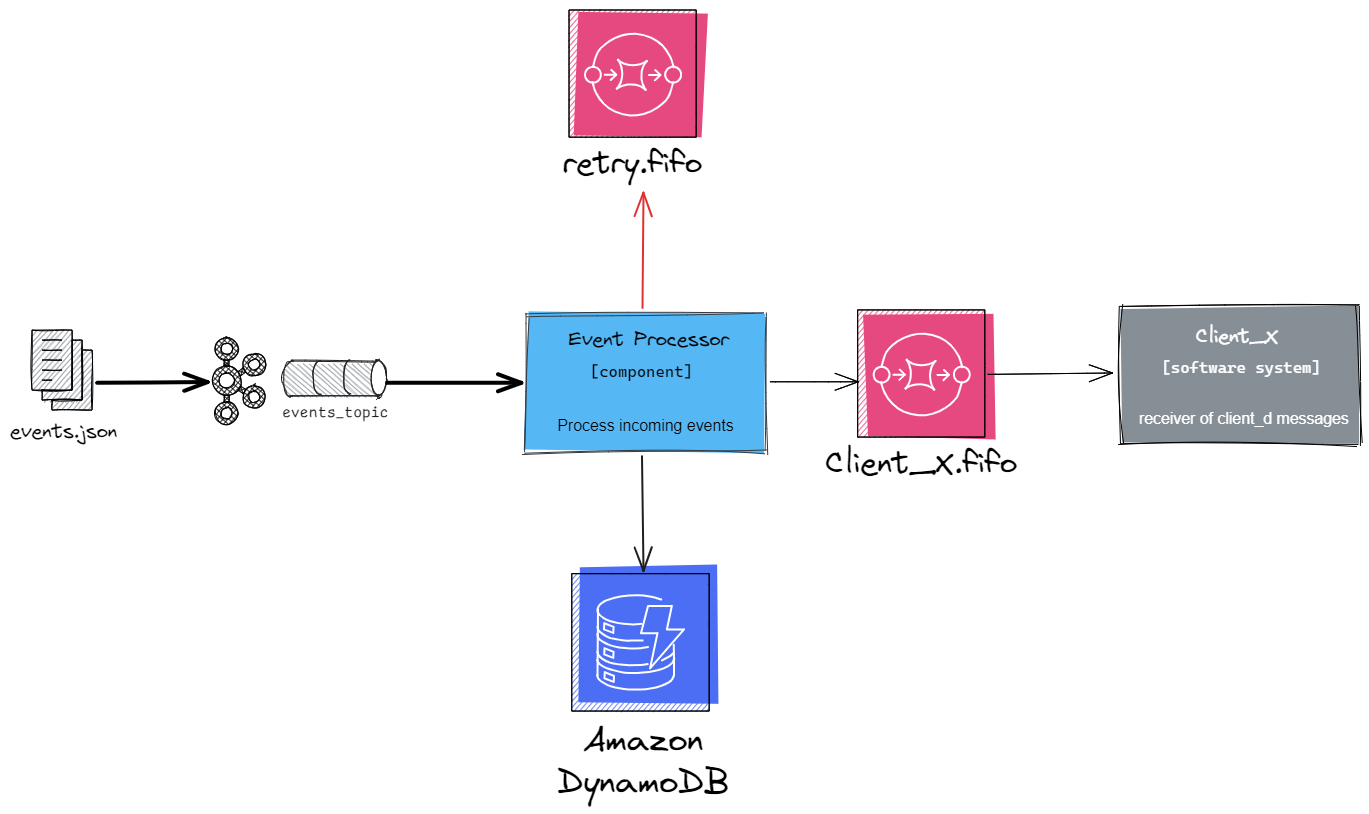 retry.fifo
Event Processor
[component]
Process incoming events
events.json
events_topic
Client_X.fifo
Client_X
[software system]
receiver of client_d messages
Amazon
DynamoDB